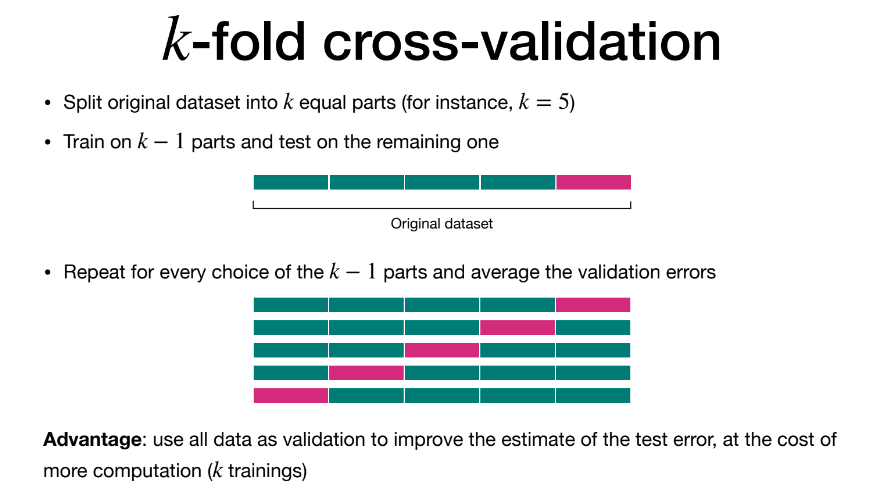 k-fold cross-validation
• Split original dataset into k equal parts (for instance, k = 5)
• Train on k − 1 parts and test on the remaining one
Original dataset
• Repeat for every choice of the k − 1 parts and average the validation errors
Advantage: use all data as validation to improve the estimate of the test error, at the cost of
more computation (k trainings)